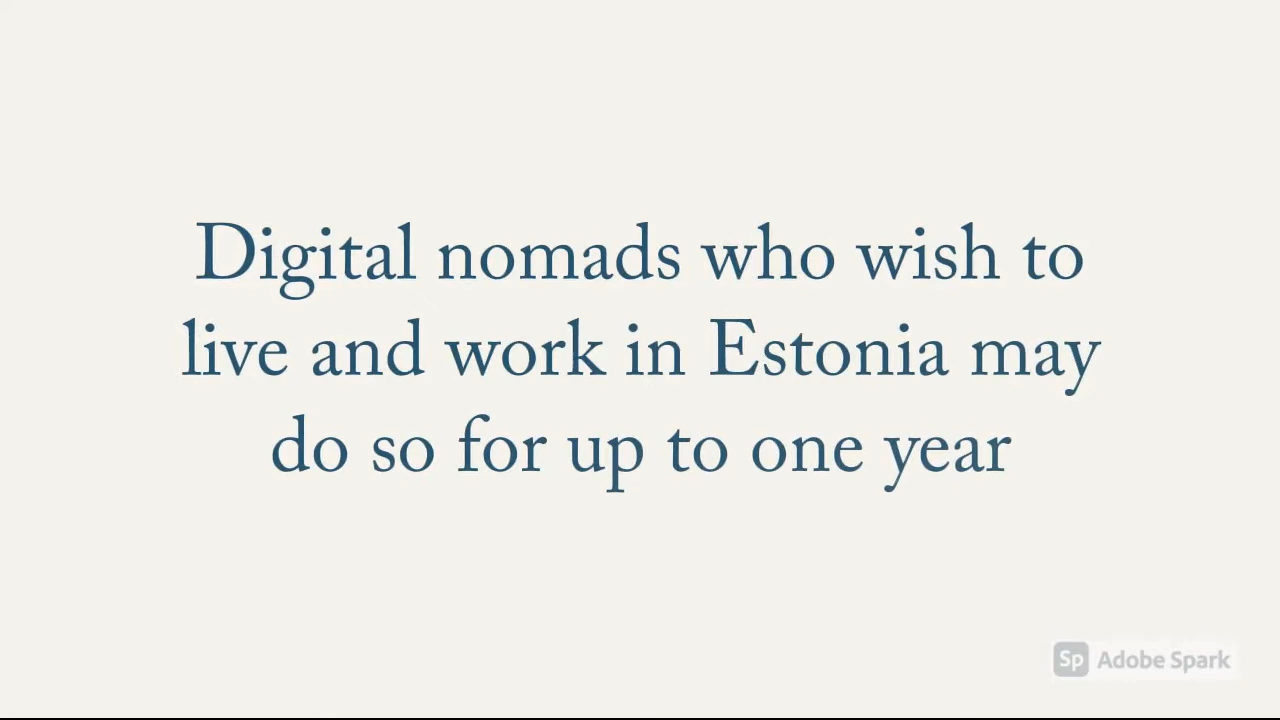 Digital nomads who wish to
live and work in Estonia may
do so for up to one year
Sp Adobe Spark